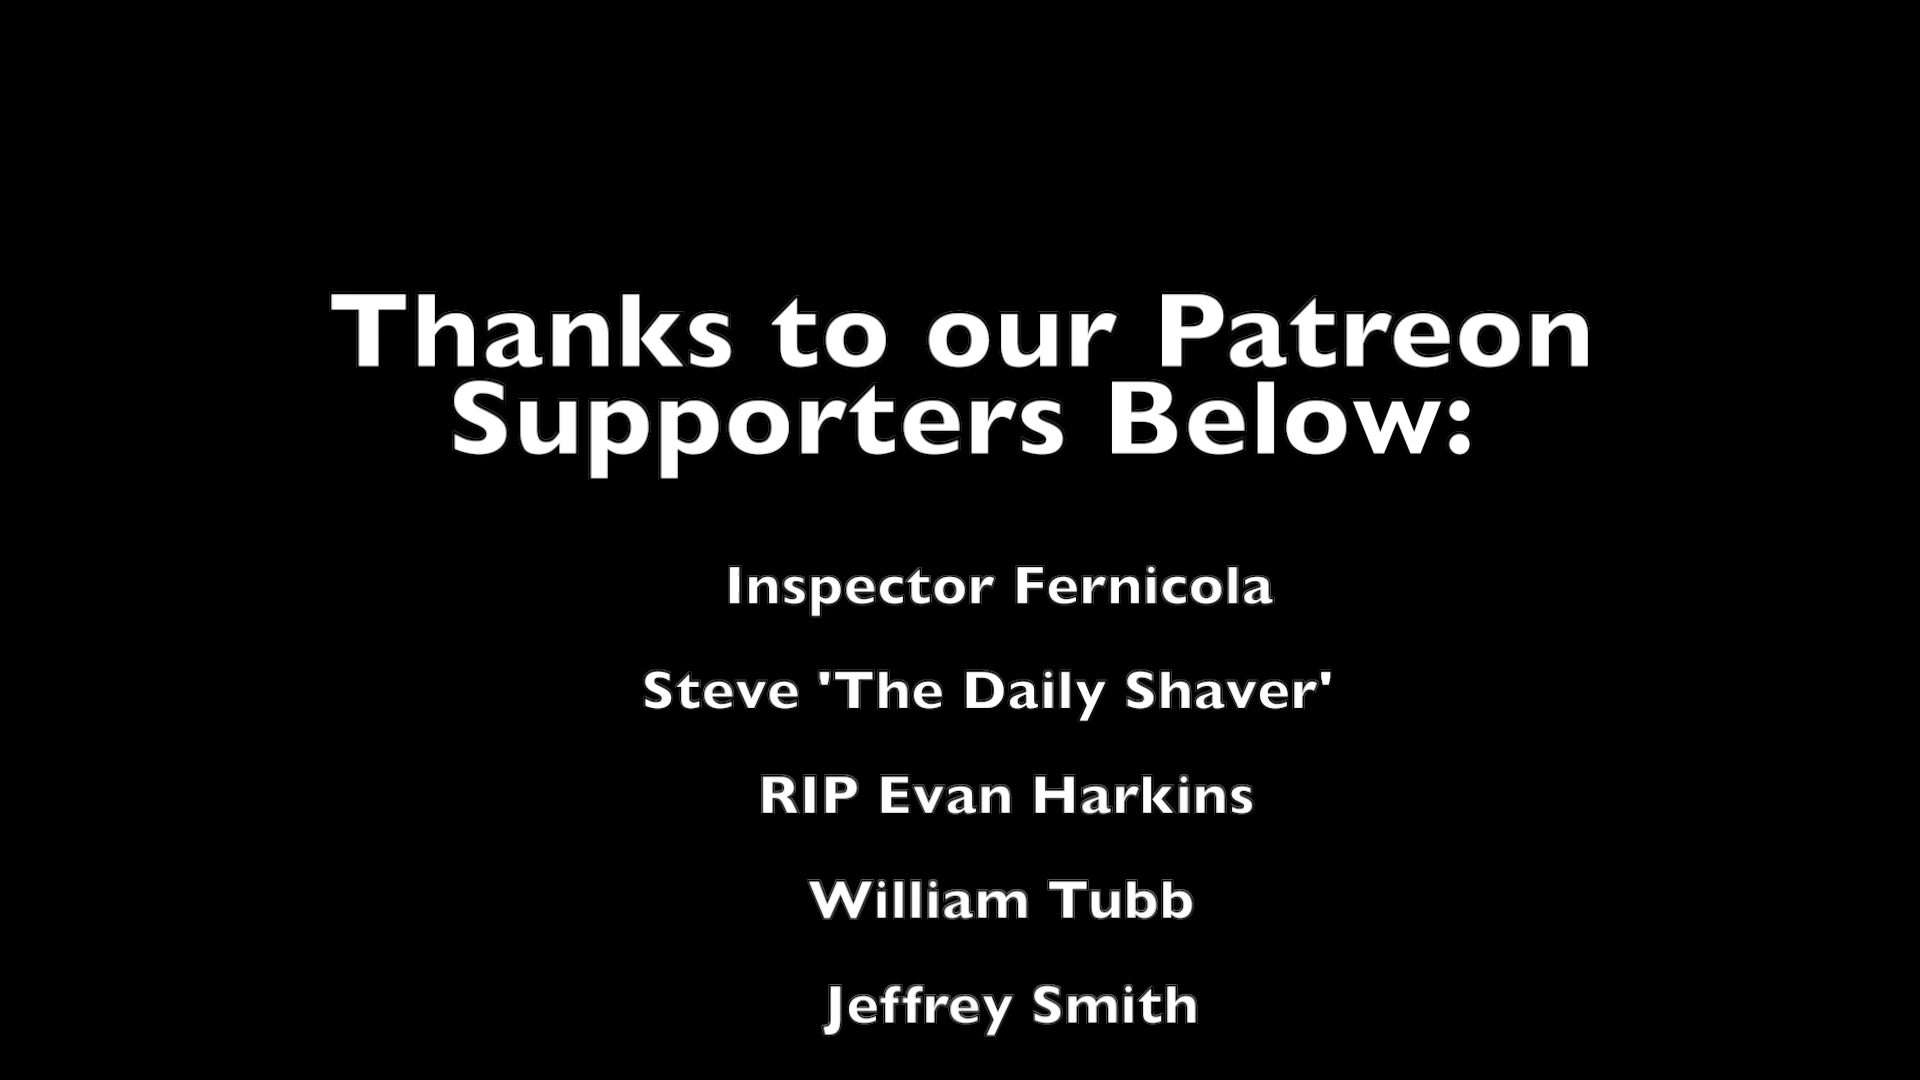 Thanks to our Patreon
Supporters Below:
Inspector Fernicola
Steve 'The Daily Shaver'
RIP Evan Harkins
William Tubb
Jeffrey Smith